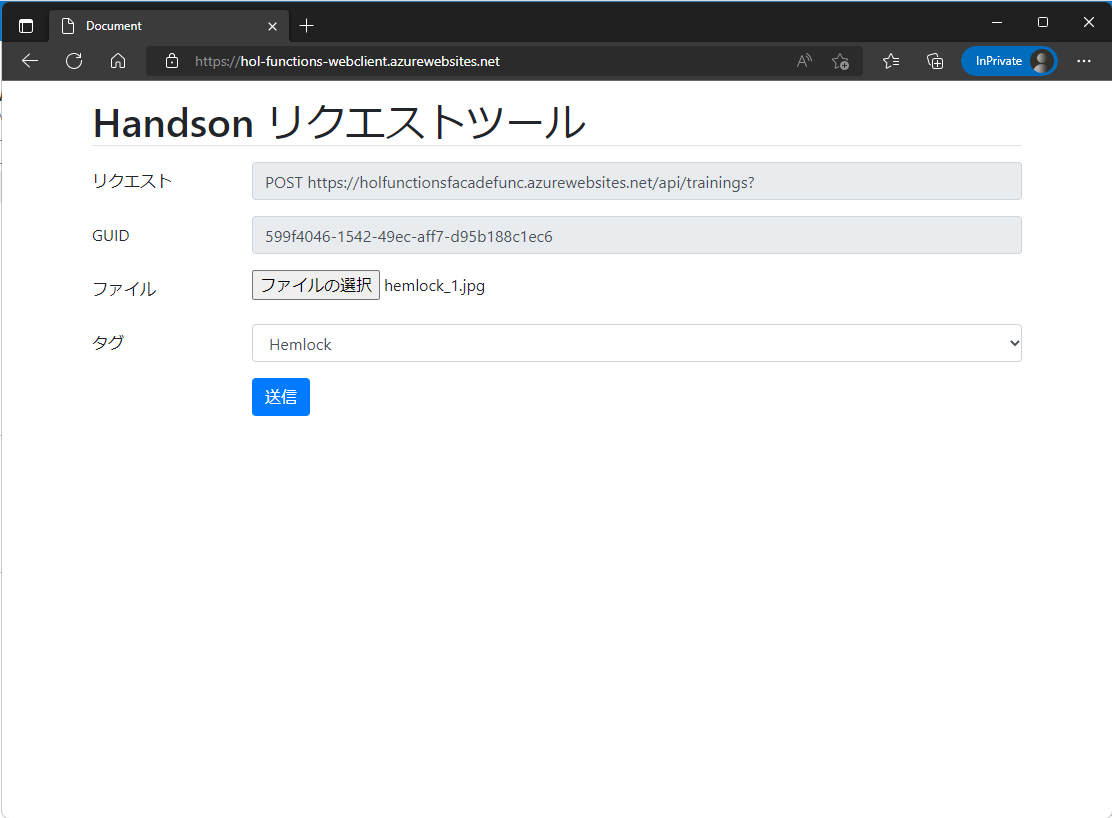 Document
https://hol-functions-webclient.azurewebsites.net
InPrivate
Handson リクエストツール
リクエスト POST https://holfunctionsfacadefunc.azurewebsites.net/api/trainings?
GUID 599f4046-1542-49ec-aff7-d95b188c1ec6
ファイル ファイルの選択 hemlock_1.jpg
タグ Hemlock
送信